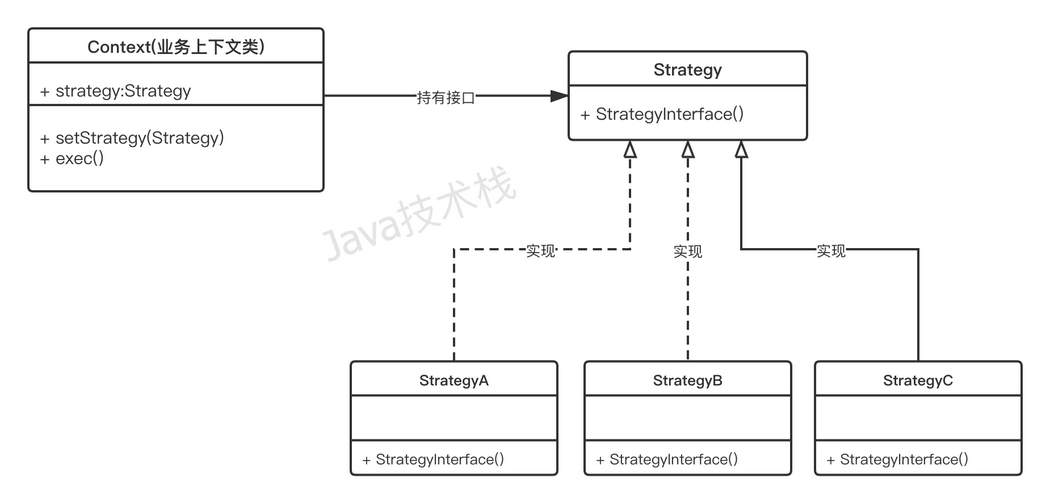 Context(业务上下文类)
+ strategy:Strategy
+ setStrategy(Strategy)
+ exec()
持有接口
Strategy
+ StrategyInterface()
Java技术栈
实现
实现
实现
StrategyA
+ StrategyInterface()
StrategyB
+ StrategyInterface()
StrategyC
+ StrategyInterface()